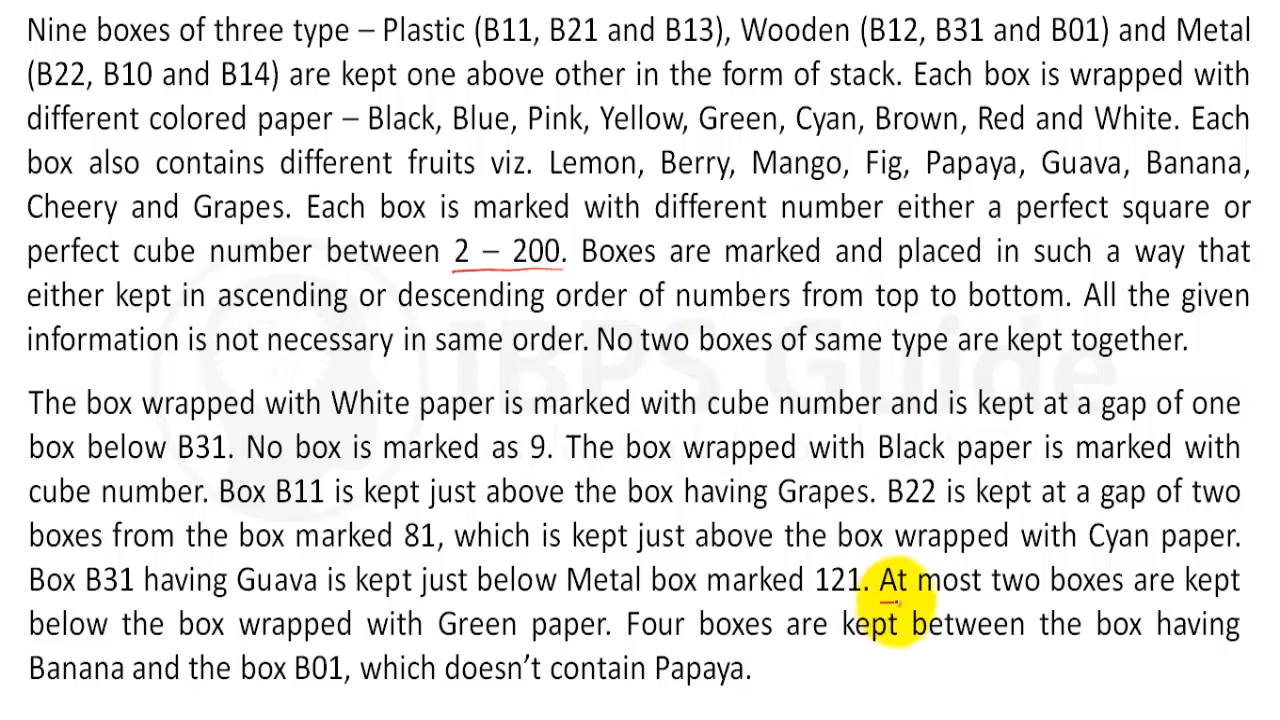 Nine boxes of three type – Plastic (B11, B21 and B13), Wooden (B12, B31 and B01) and Metal
(B22, B10 and B14) are kept one above other in the form of stack. Each box is wrapped with
different colored paper – Black, Blue, Pink, Yellow, Green, Cyan, Brown, Red and White. Each
box also contains different fruits viz. Lemon, Berry, Mango, Fig, Papaya, Guava, Banana,
Cheery and Grapes. Each box is marked with different number either a perfect square or
perfect cube number between 2 – 200. Boxes are marked and placed in such a way that
either kept in ascending or descending order of numbers from top to bottom. All the given
information is not necessary in same order. No two boxes of same type are kept together.
The box wrapped with White paper is marked with cube number and is kept at a gap of one
box below B31. No box is marked as 9. The box wrapped with Black paper is marked with
cube number. Box B11 is kept just above the box having Grapes. B22 is kept at a gap of two
boxes from the box marked 81, which is kept just above the box wrapped with Cyan paper.
Box B31 having Guava is kept just below Metal box marked 121. At most two boxes are kept
below the box wrapped with Green paper. Four boxes are kept between the box having
Banana and the box B01, which doesn't contain Papaya.
IBPS Guide